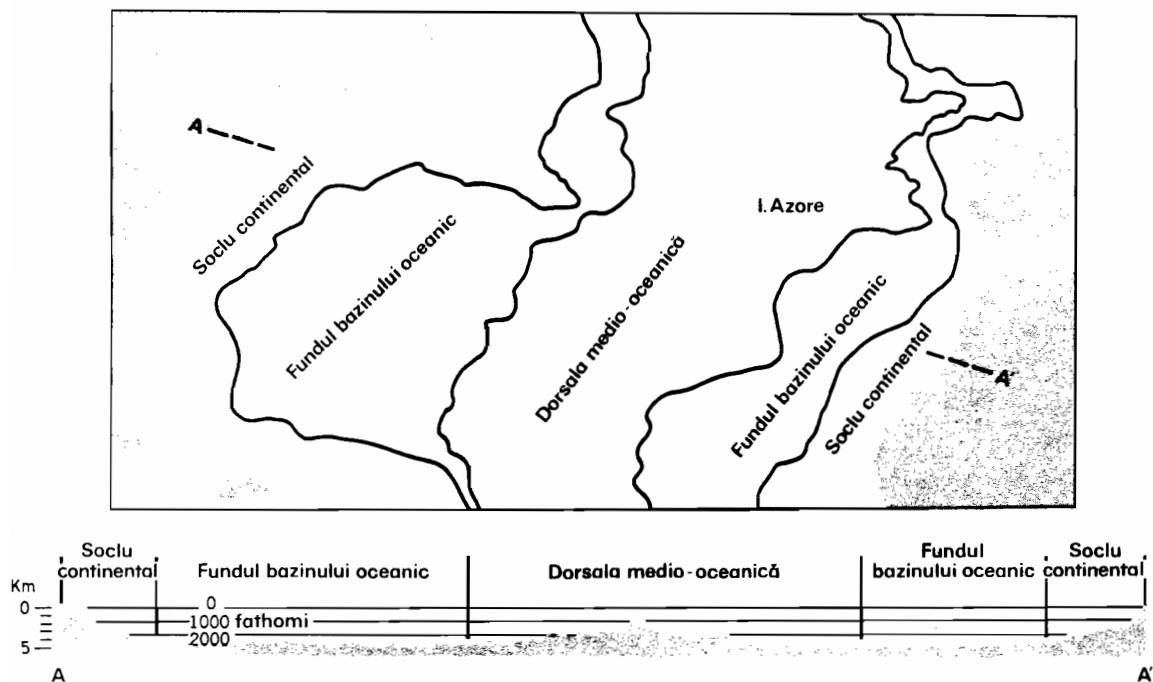 A
Soclu continental
Fundul bazinului oceanic
Dorsala medio-oceanică
I. Azore
Fundul bazinului oceanic
Soclu continental
A'
Soclu
continental
Fundul bazinului oceanic
Dorsala medio-oceanică
Fundul
bazinului oceanic
Soclu
continental
Km
0
5
0
1000 fathomi
2000
A
A'